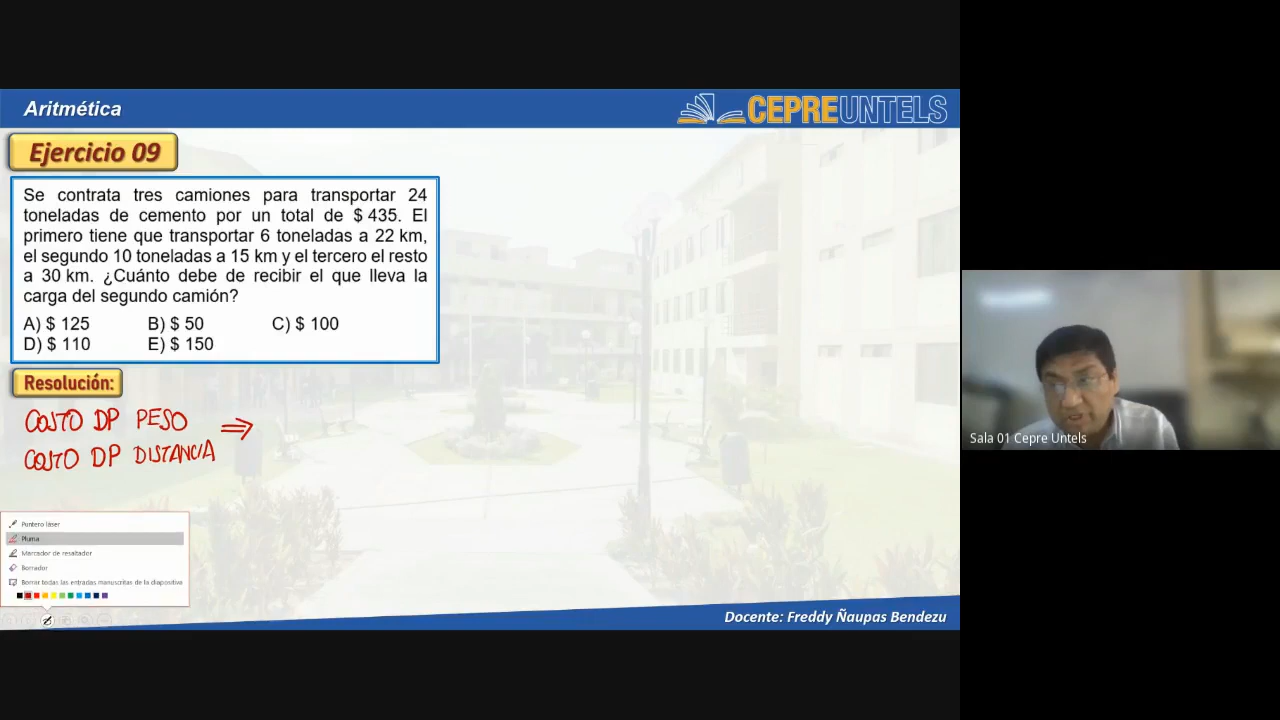 Aritmética
CEPREUNTELS
Ejercicio 09
Se contrata tres camiones para transportar 24
toneladas de cemento por un total de $ 435. El
primero tiene que transportar 6 toneladas a 22 km,
el segundo 10 toneladas a 15 km y el tercero el resto
a 30 km. ¿Cuánto debe de recibir el que lleva la
carga del segundo camión?
A) $ 125 B) $ 50 C) $ 100
D) $ 110 E) $ 150
Resolución:
COSTO DP PESO ⇒
COSTO DP DISTANCIA
Puntero láser
Pluma
Marcador de resaltador
Borrador
Borrar todas las entradas manuscritas de la diapositiva
Docente: Freddy Ñaupas Bendezu
Sala 01 Cepre Untels